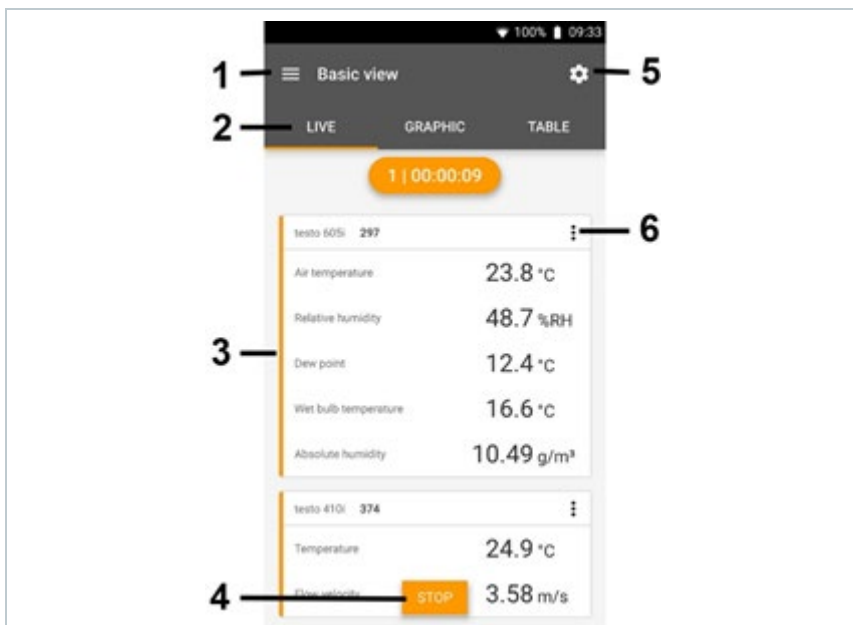 100% 09:33
1 Basic view 5
2 LIVE GRAPHIC TABLE
1 | 00:00:09
testo 605i 297 6
Air temperature 23.8 °C
Relative humidity 48.7 %RH
3 Dew point 12.4 °C
Wet bulb temperature 16.6 °C
Absolute humidity 10.49 g/m³
testo 410i 374
Temperature 24.9 °C
4 Flow velocity STOP 3.58 m/s